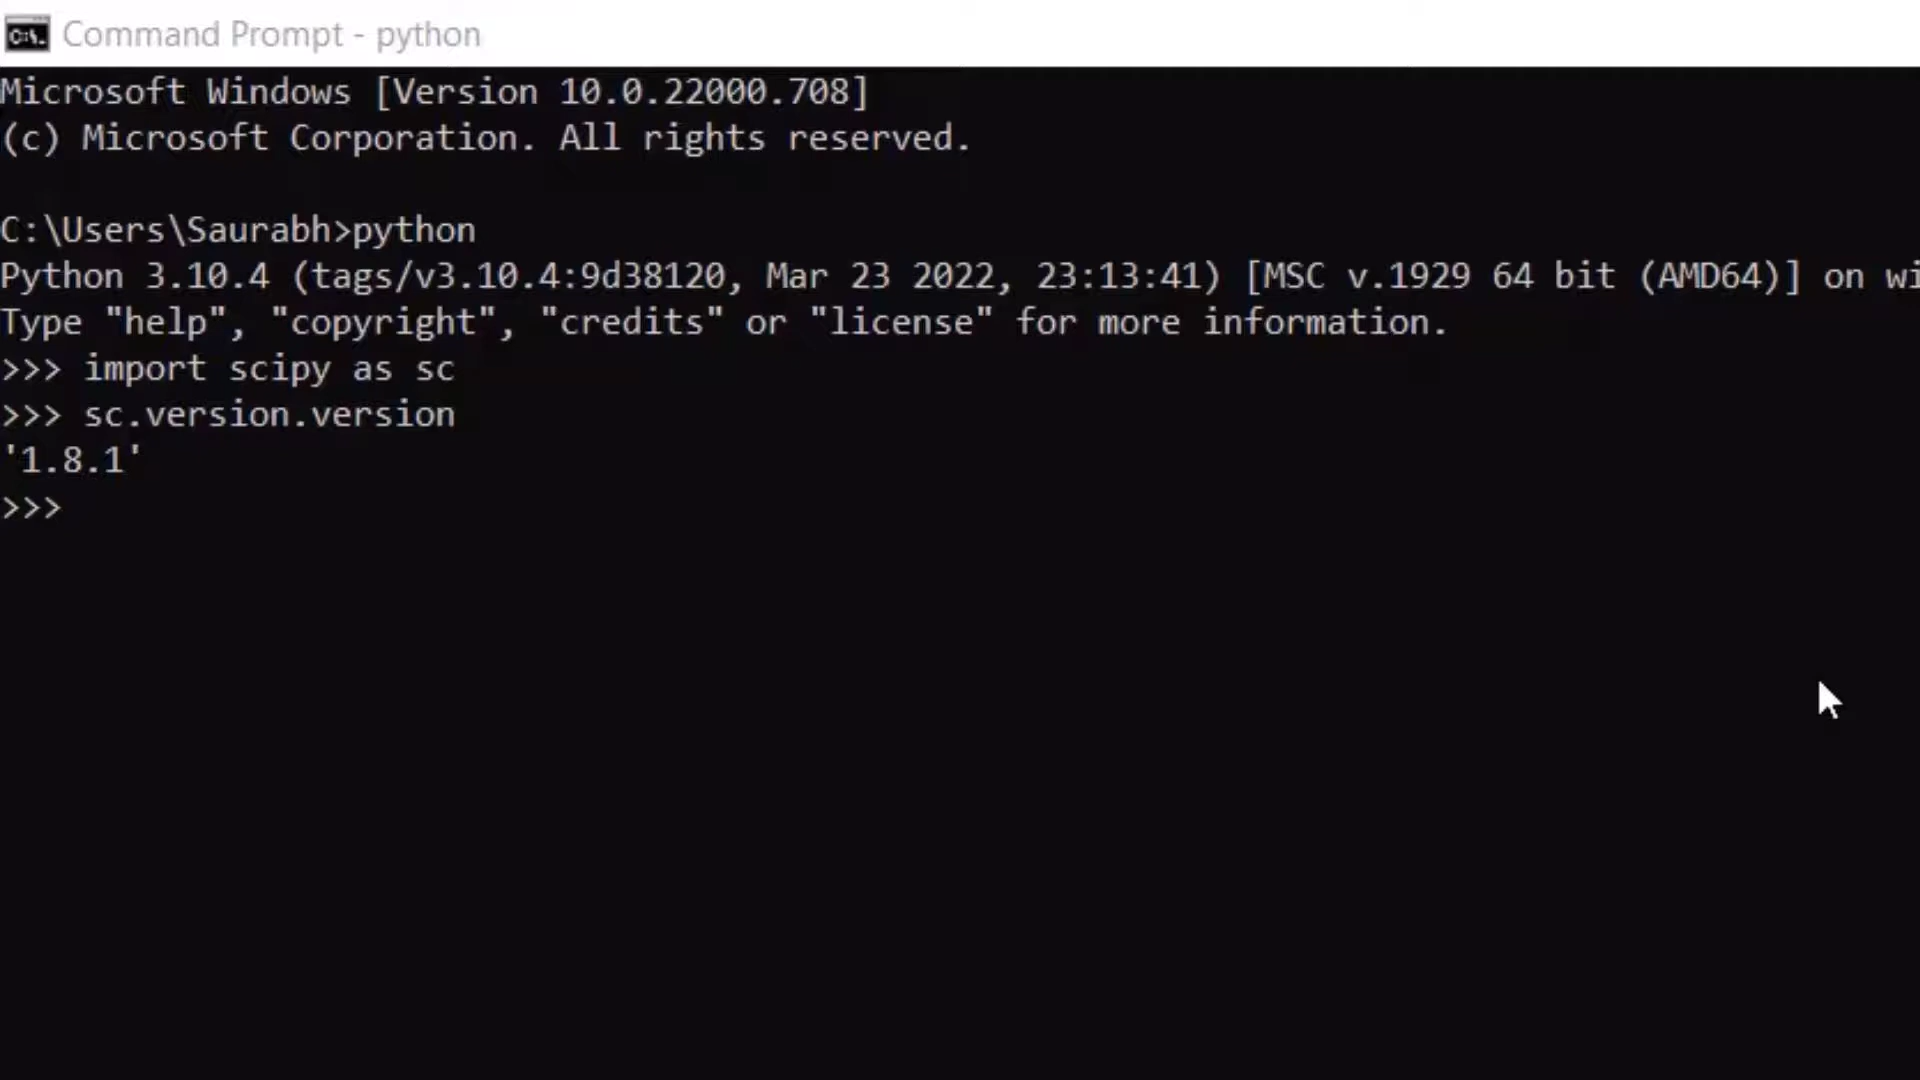 Command Prompt - python
Microsoft Windows [Version 10.0.22000.708]
(c) Microsoft Corporation. All rights reserved.
C:\Users\Saurabh>python
Python 3.10.4 (tags/v3.10.4:9d38120, Mar 23 2022, 23:13:41) [MSC v.1929 64 bit (AMD64)] on wi
Type "help", "copyright", "credits" or "license" for more information.
>>> import scipy as sc
>>> sc.version.version
'1.8.1'
>>>